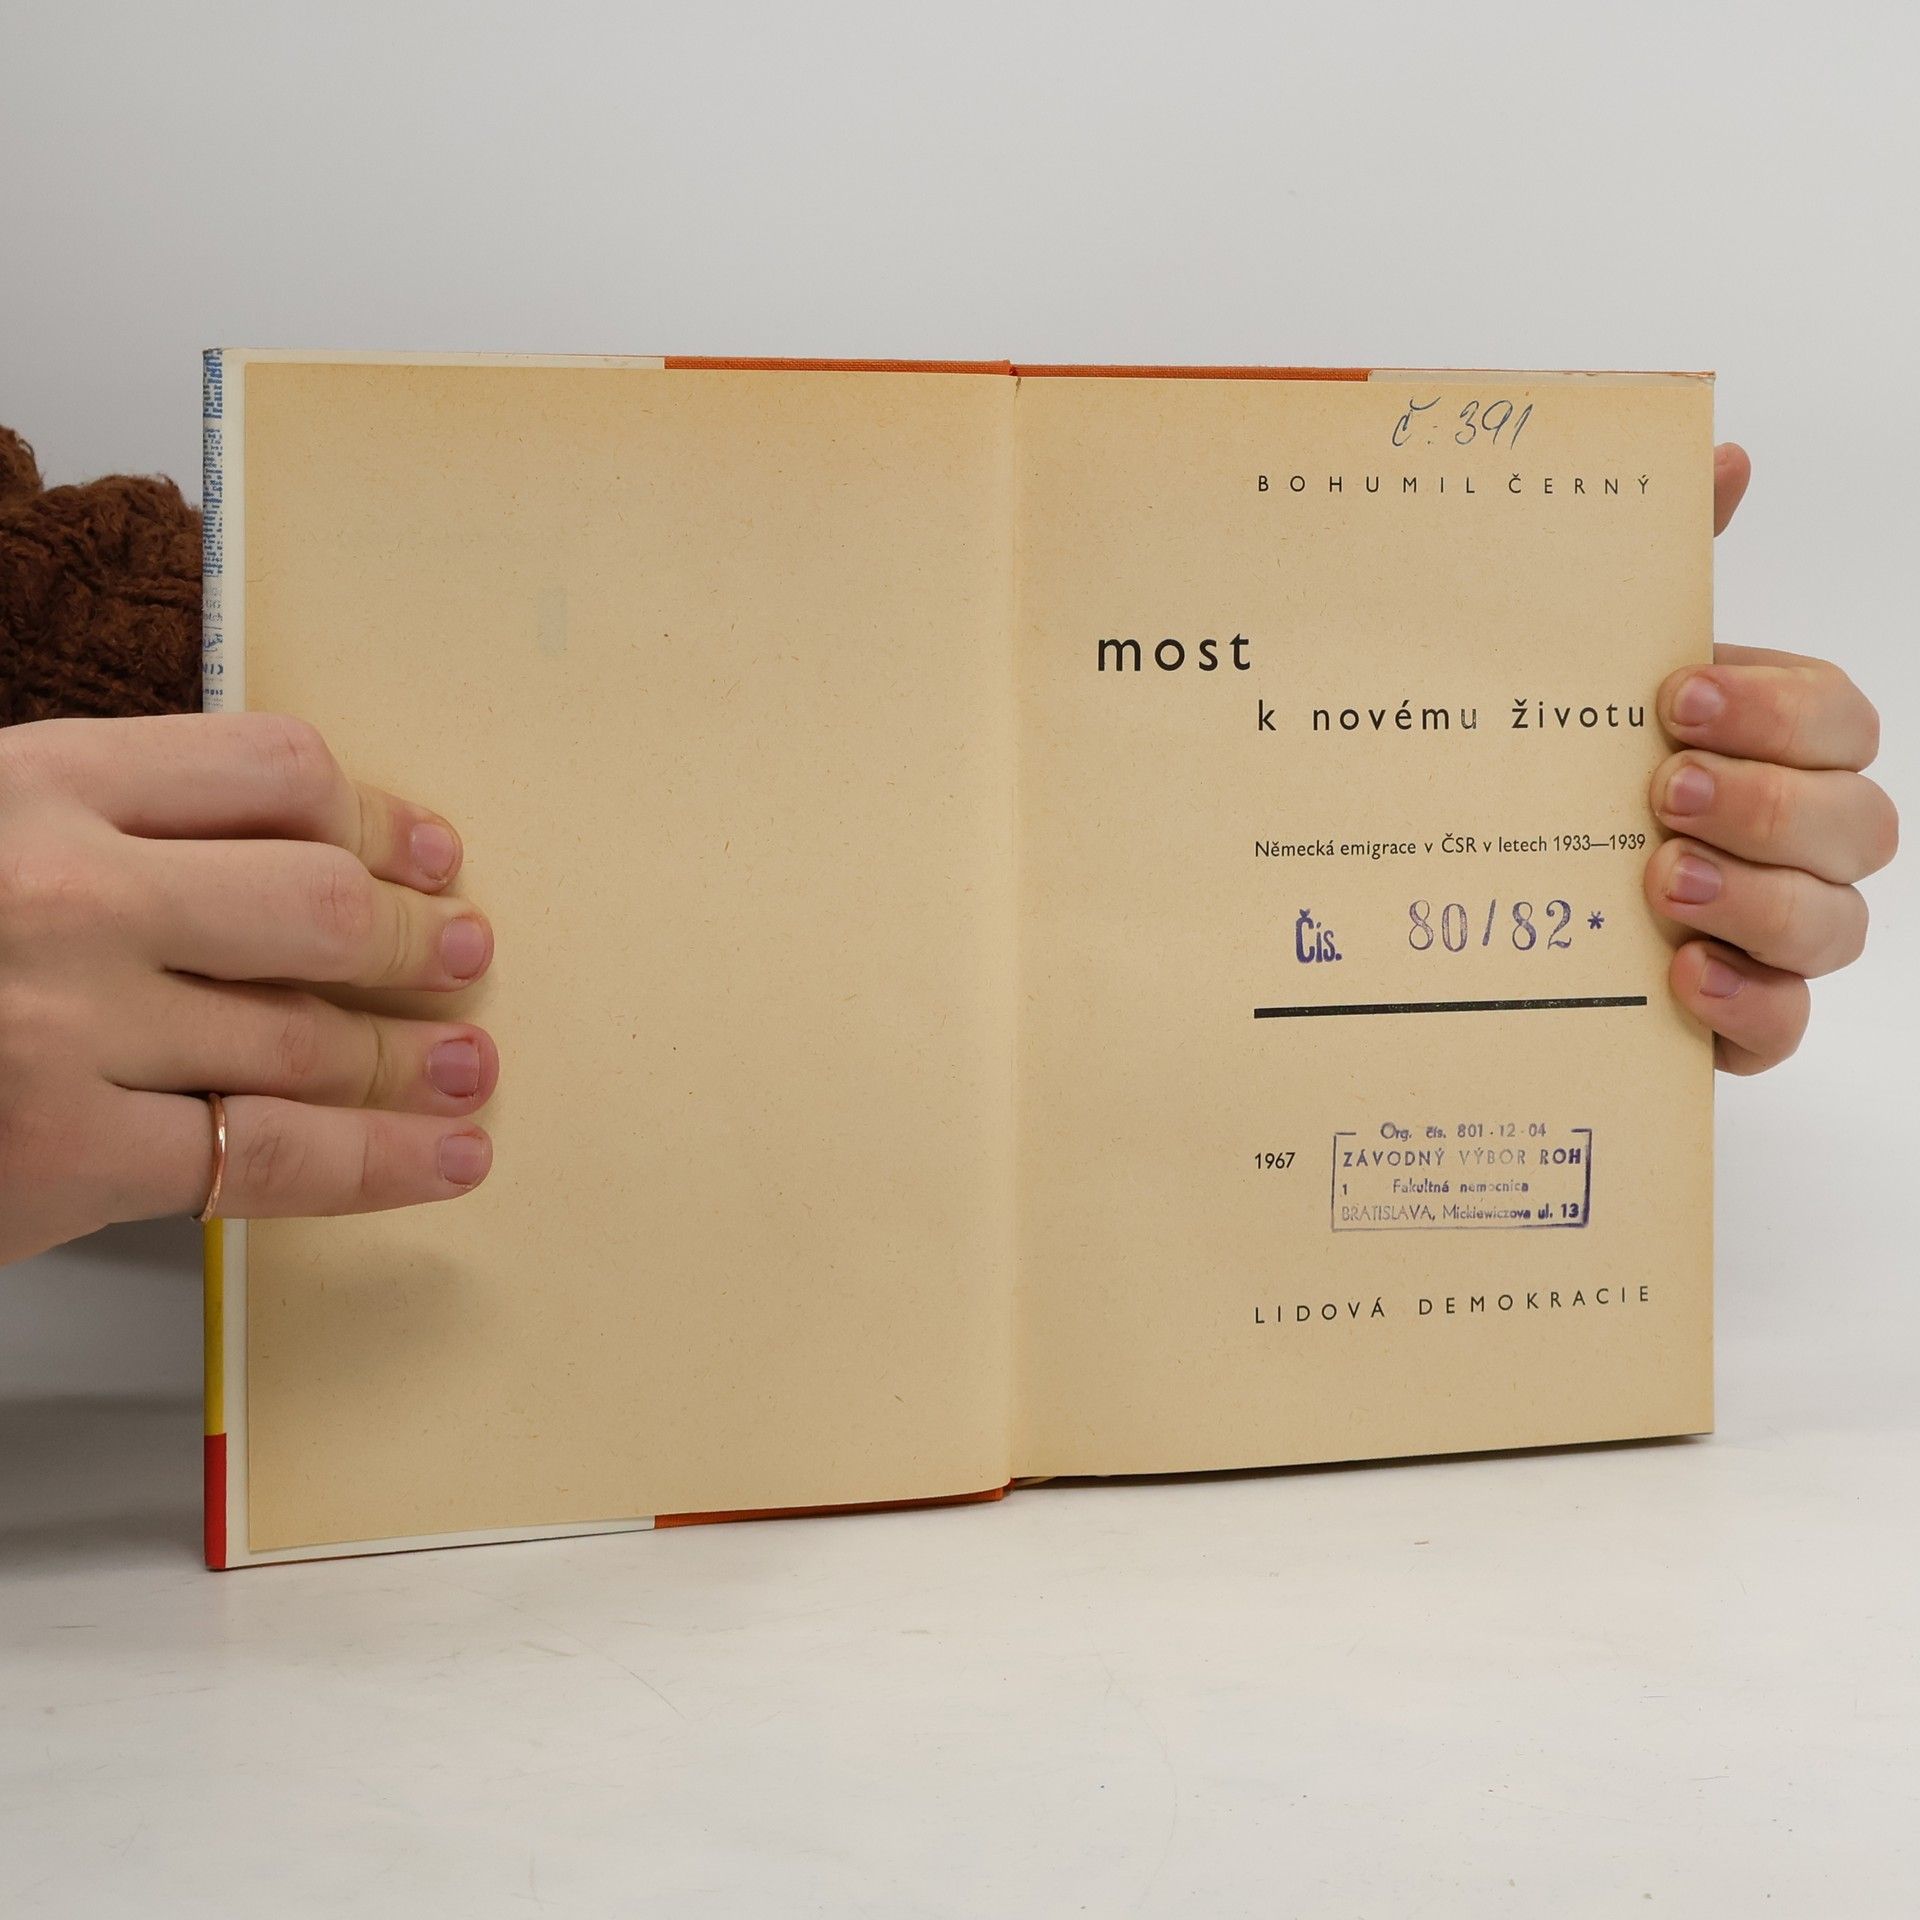 č: 391
BOHUMIL ČERNÝ
most
k novému životu
Německá emigrace v ČSR v letech 1933—1939
Čís. 80/82*
1967
Org. čís. 801-12-04
ZÁVODNÝ VÝBOR ROH
1 Fakultná nemocnica
BRATISLAVA, Mickiewiczova ul. 13
LIDOVÁ DEMOKRACIE